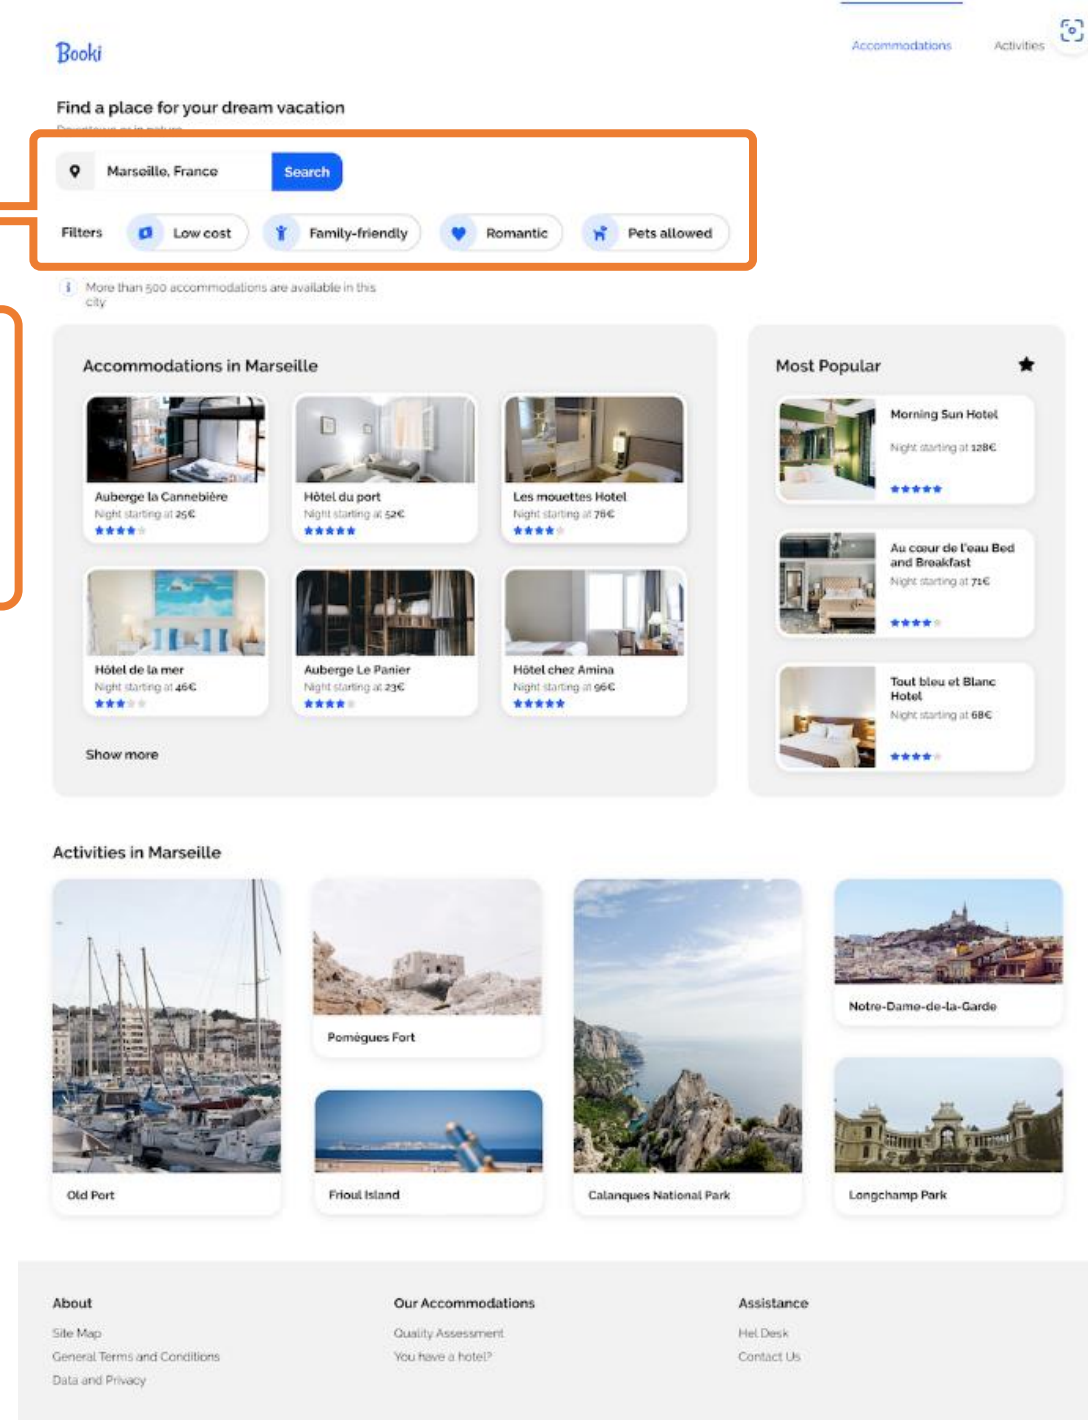 Booki
Accommodations
Activities
Find a place for your dream vacation
Downtown or in nature
Marseille, France
Search
Filters
Low cost
Family-friendly
Romantic
Pets allowed
More than 500 accommodations are available in this
city
Accommodations in Marseille
Auberge la Cannebière
Night starting at 25€
Hôtel du port
Night starting at 52€
Les mouettes Hotel
Night starting at 76€
Hôtel de la mer
Night starting at 46€
Auberge Le Panier
Night starting at 23€
Hôtel chez Amina
Night starting at 96€
Show more
Most Popular
Morning Sun Hotel
Night starting at 128€
Au cœur de l'eau Bed
and Breakfast
Night starting at 71€
Tout bleu et Blanc
Hotel
Night starting at 68€
Activities in Marseille
Old Port
Pomègues Fort
Frioul Island
Calanques National Park
Notre-Dame-de-la-Garde
Longchamp Park
About
Site Map
General Terms and Conditions
Data and Privacy
Our Accommodations
Quality Assessment
You have a hotel?
Assistance
Hel Desk
Contact Us